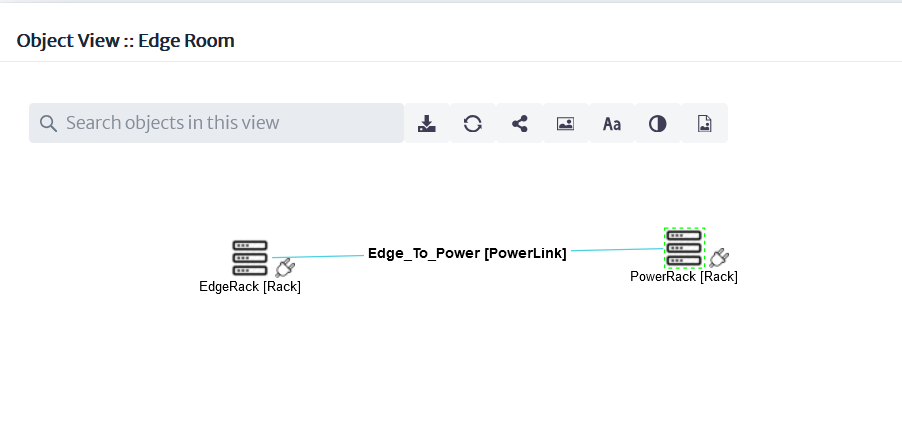 Object View :: Edge Room
Search objects in this view
Aa
Edge_To_Power [PowerLink]
EdgeRack [Rack]
PowerRack [Rack]